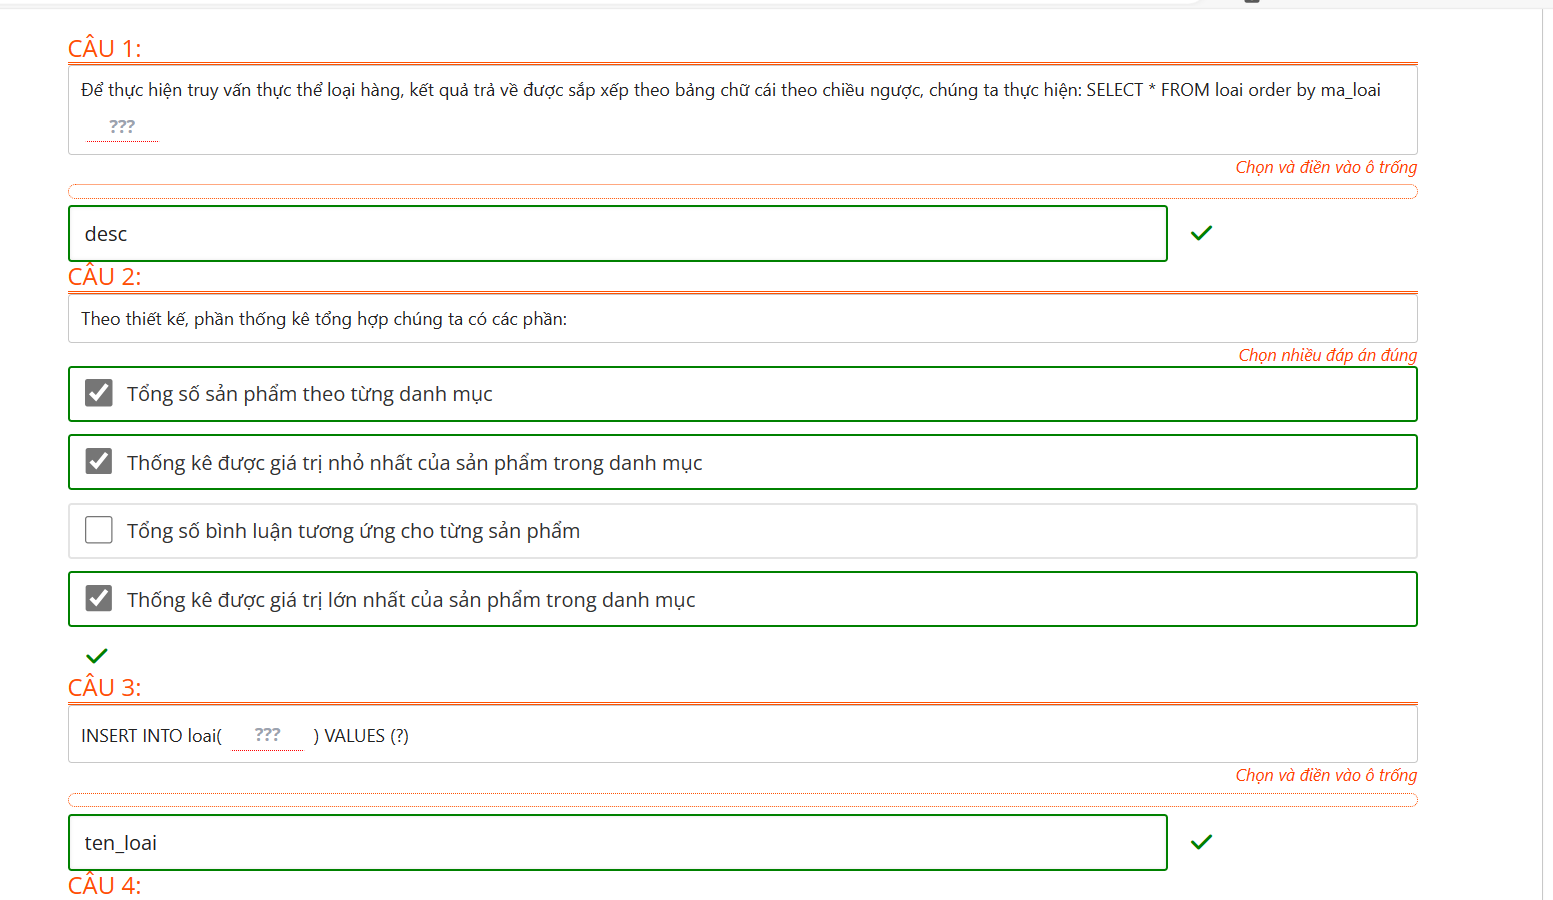 CÂU 1:
Để thực hiện truy vấn thực thể loại hàng, kết quả trả về được sắp xếp theo bảng chữ cái theo chiều ngược, chúng ta thực hiện: SELECT * FROM loai order by ma_loai
???
Chọn và điền vào ô trống
desc
CÂU 2:
Theo thiết kế, phần thống kê tổng hợp chúng ta có các phần:
Chọn nhiều đáp án đúng
Tổng số sản phẩm theo từng danh mục
Thống kê được giá trị nhỏ nhất của sản phẩm trong danh mục
Tổng số bình luận tương ứng cho từng sản phẩm
Thống kê được giá trị lớn nhất của sản phẩm trong danh mục
CÂU 3:
INSERT INTO loai( ??? ) VALUES (?)
Chọn và điền vào ô trống
ten_loai
CÂU 4: